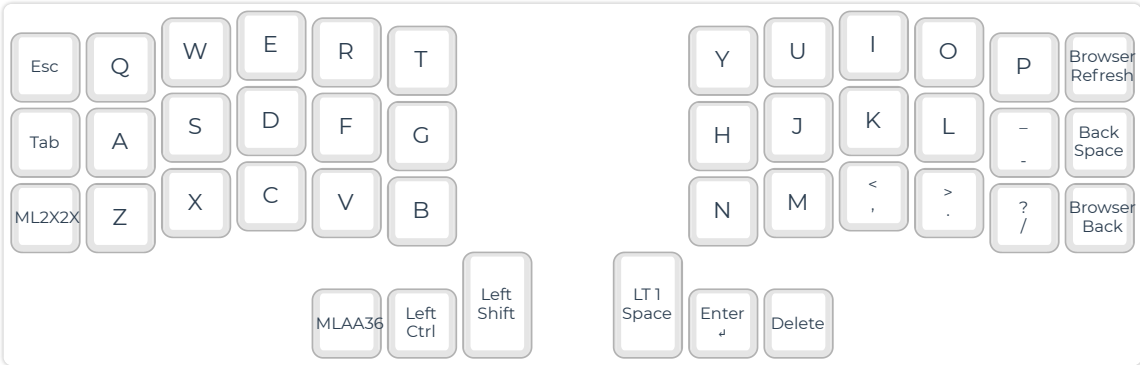 Esc Q W E R T Y U I O P Browser
Refresh
Tab A S D F G H J K L _
- Back
Space
ML2X2X Z X C V B N M <
, >
. ?
/ Browser
Back
MLAA36 Left
Ctrl Left
Shift LT 1
Space Enter
↲ Delete